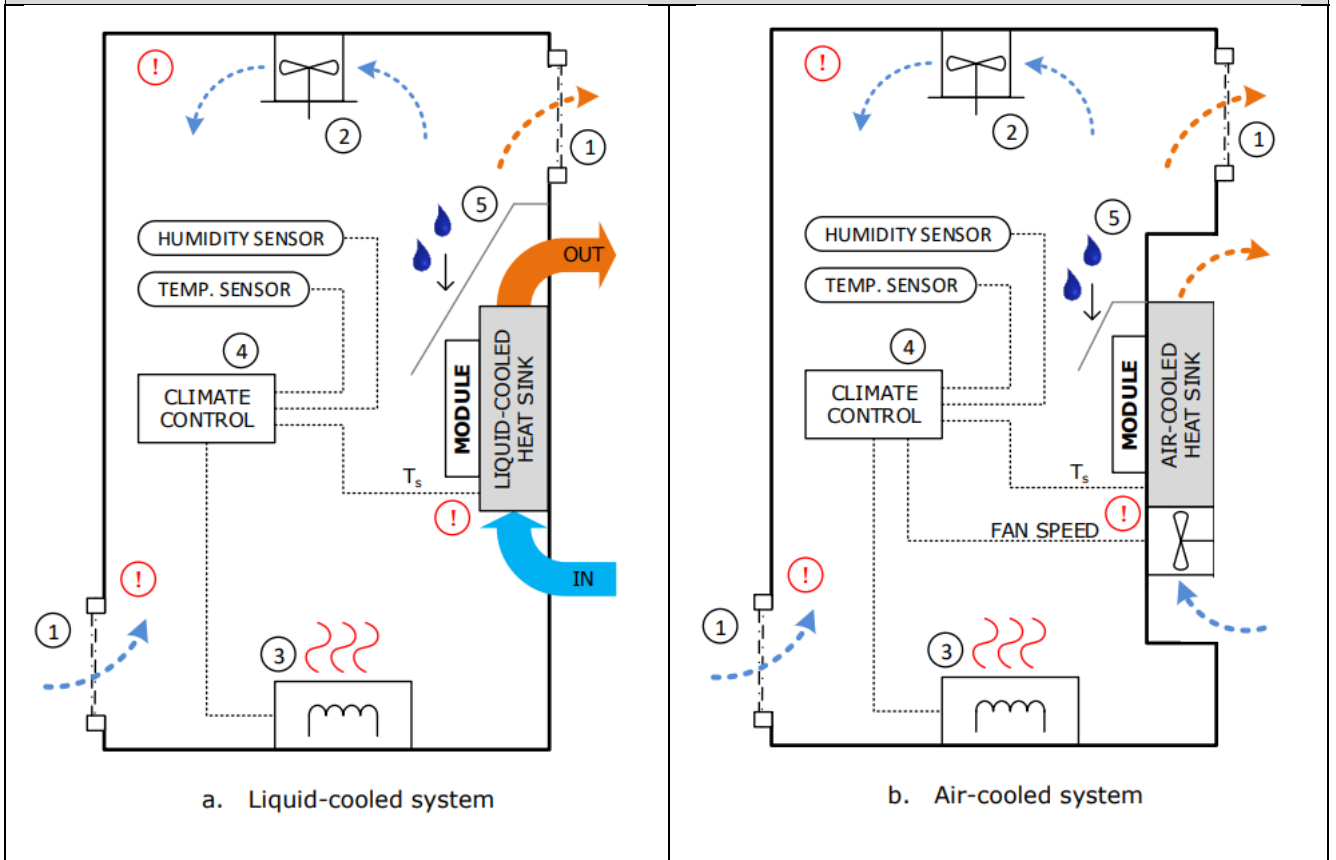 !
2
1
5
HUMIDITY SENSOR
TEMP. SENSOR
OUT
4
CLIMATE
CONTROL
MODULE
LIQUID-COOLED
HEAT SINK
Ts
!
IN
!
1
3
a. Liquid-cooled system
!
2
1
5
HUMIDITY SENSOR
TEMP. SENSOR
4
CLIMATE
CONTROL
MODULE
AIR-COOLED
HEAT SINK
Ts
!
FAN SPEED
!
1
3
b. Air-cooled system